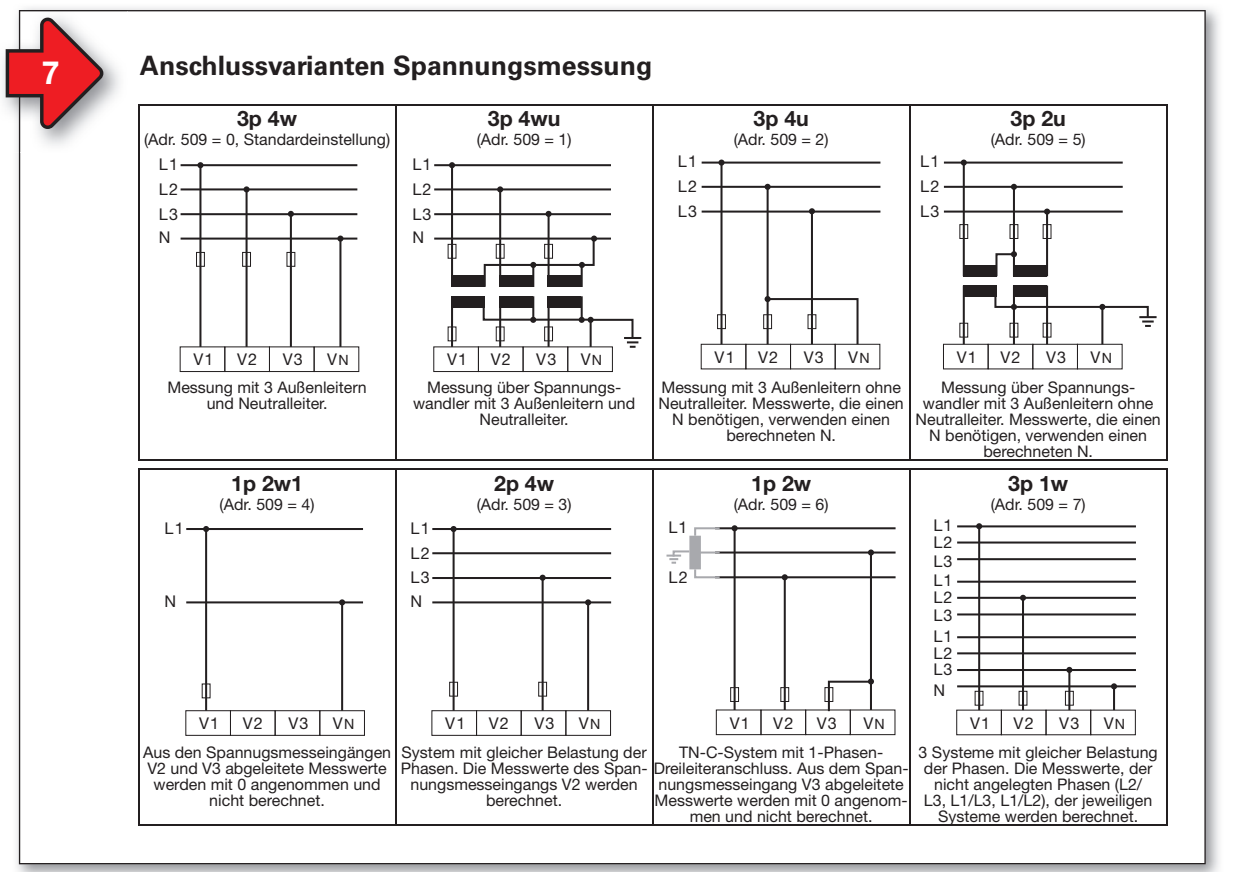 7
Anschlussvarianten Spannungsmessung
3p 4w
(Adr. 509 = 0, Standardeinstellung)
L1
L2
L3
N
V1 V2 V3 VN
Messung mit 3 Außenleitern
und Neutralleiter.
3p 4wu
(Adr. 509 = 1)
L1
L2
L3
N
V1 V2 V3 VN
Messung über Spannungs-
wandler mit 3 Außenleitern und
Neutralleiter.
3p 4u
(Adr. 509 = 2)
L1
L2
L3
V1 V2 V3 VN
Messung mit 3 Außenleitern ohne
Neutralleiter. Messwerte, die einen
N benötigen, verwenden einen
berechneten N.
3p 2u
(Adr. 509 = 5)
L1
L2
L3
V1 V2 V3 VN
Messung über Spannungs-
wandler mit 3 Außenleitern ohne
Neutralleiter. Messwerte, die einen
N benötigen, verwenden einen
berechneten N.
1p 2w1
(Adr. 509 = 4)
L1
N
V1 V2 V3 VN
Aus den Spannugsmesseingängen
V2 und V3 abgeleitete Messwerte
werden mit 0 angenommen und
nicht berechnet.
2p 4w
(Adr. 509 = 3)
L1
L2
L3
N
V1 V2 V3 VN
System mit gleicher Belastung der
Phasen. Die Messwerte des Span-
nungsmesseingangs V2 werden
berechnet.
1p 2w
(Adr. 509 = 6)
L1
L2
V1 V2 V3 VN
TN-C-System mit 1-Phasen-
Dreileiteranschluss. Aus dem Span-
nungsmesseingang V3 abgeleitete
Messwerte werden mit 0 angenom-
men und nicht berechnet.
3p 1w
(Adr. 509 = 7)
L1
L2
L3
L1
L2
L3
L1
L2
L3
N
V1 V2 V3 VN
3 Systeme mit gleicher Belastung
der Phasen. Die Messwerte, der
nicht angelegten Phasen (L2/
L3, L1/L3, L1/L2), der jeweiligen
Systeme werden berechnet.